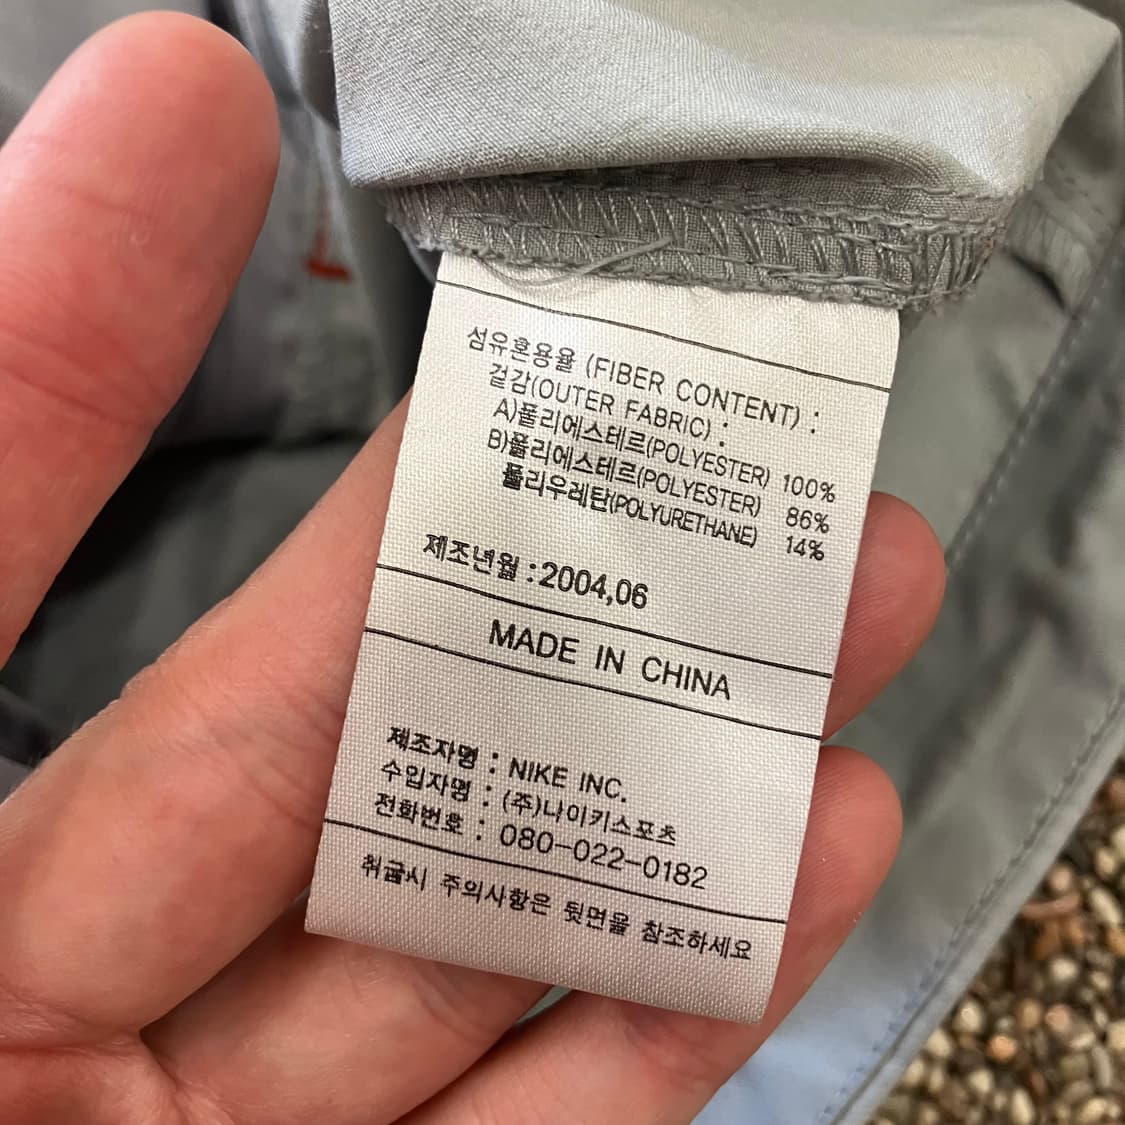 섬유혼용율 (FIBER CONTENT) :
겉감(OUTER FABRIC) :
A)폴리에스테르(POLYESTER) 100%
B)폴리에스테르(POLYESTER) 86%
폴리우레탄(POLYURETHANE) 14%
제조년월 :2004,06
MADE IN CHINA
제조자명 : NIKE INC.
수입자명 : (주)나이키스포츠
전화번호 : 080-022-0182
취급시 주의사항은 뒷면을 참조하세요